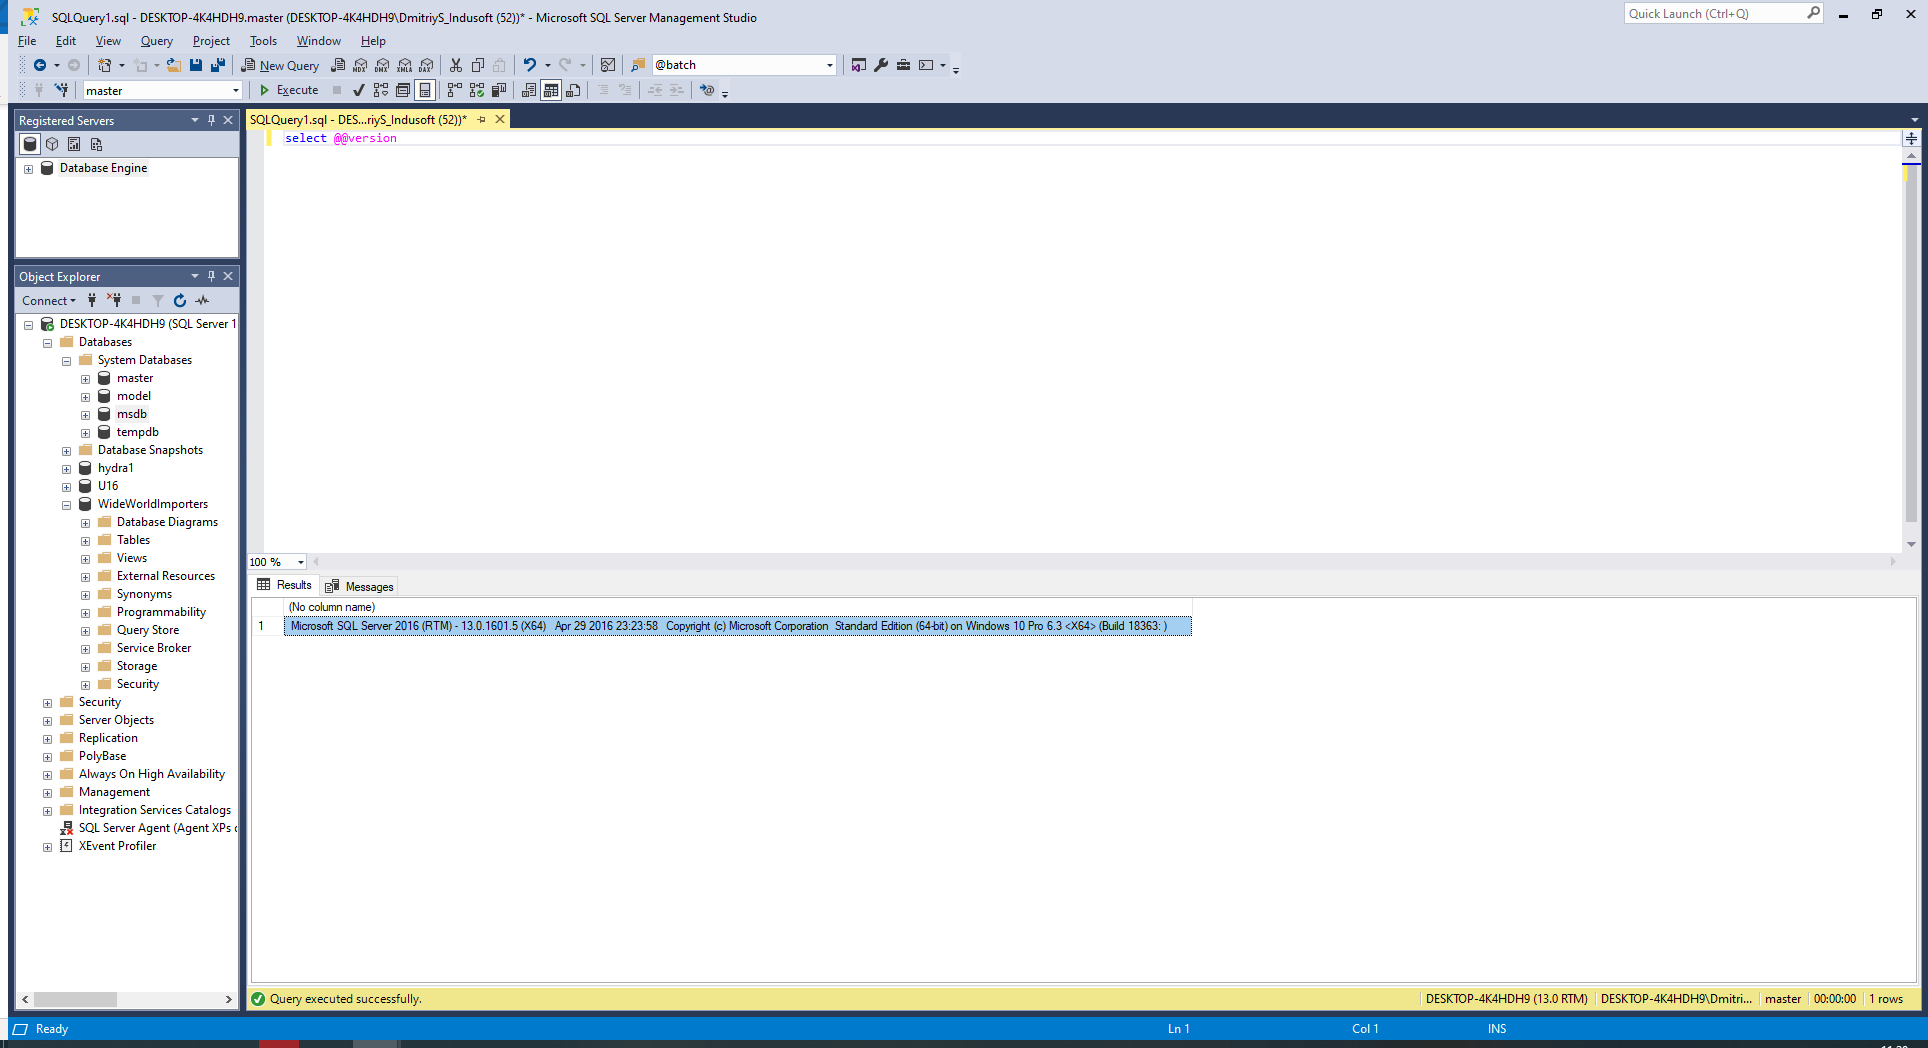 SQLQuery1.sql - DESKTOP-4K4HDH9.master (DESKTOP-4K4HDH9\DmitriyS_Indusoft (52))* - Microsoft SQL Server Management Studio
Quick Launch (Ctrl+Q)
File Edit View Query Project Tools Window Help
New Query MDX DMX XMLA DAX @batch
master Execute
Registered Servers
Database Engine
Object Explorer
Connect
DESKTOP-4K4HDH9 (SQL Server 1
Databases
System Databases
master
model
msdb
tempdb
Database Snapshots
hydra1
U16
WideWorldImporters
Database Diagrams
Tables
Views
External Resources
Synonyms
Programmability
Query Store
Service Broker
Storage
Security
Security
Server Objects
Replication
PolyBase
Always On High Availability
Management
Integration Services Catalogs
SQL Server Agent (Agent XPs
XEvent Profiler
SQLQuery1.sql - DES...riyS_Indusoft (52))*
select @@version
100 %
Results Messages
(No column name)
1 Microsoft SQL Server 2016 (RTM) - 13.0.1601.5 (X64) Apr 29 2016 23:23:58 Copyright (c) Microsoft Corporation Standard Edition (64-bit) on Windows 10 Pro 6.3 <X64> (Build 18363: )
Query executed successfully. DESKTOP-4K4HDH9 (13.0 RTM) DESKTOP-4K4HDH9\Dmitri... master 00:00:00 1 rows
Ready Ln 1 Col 1 INS